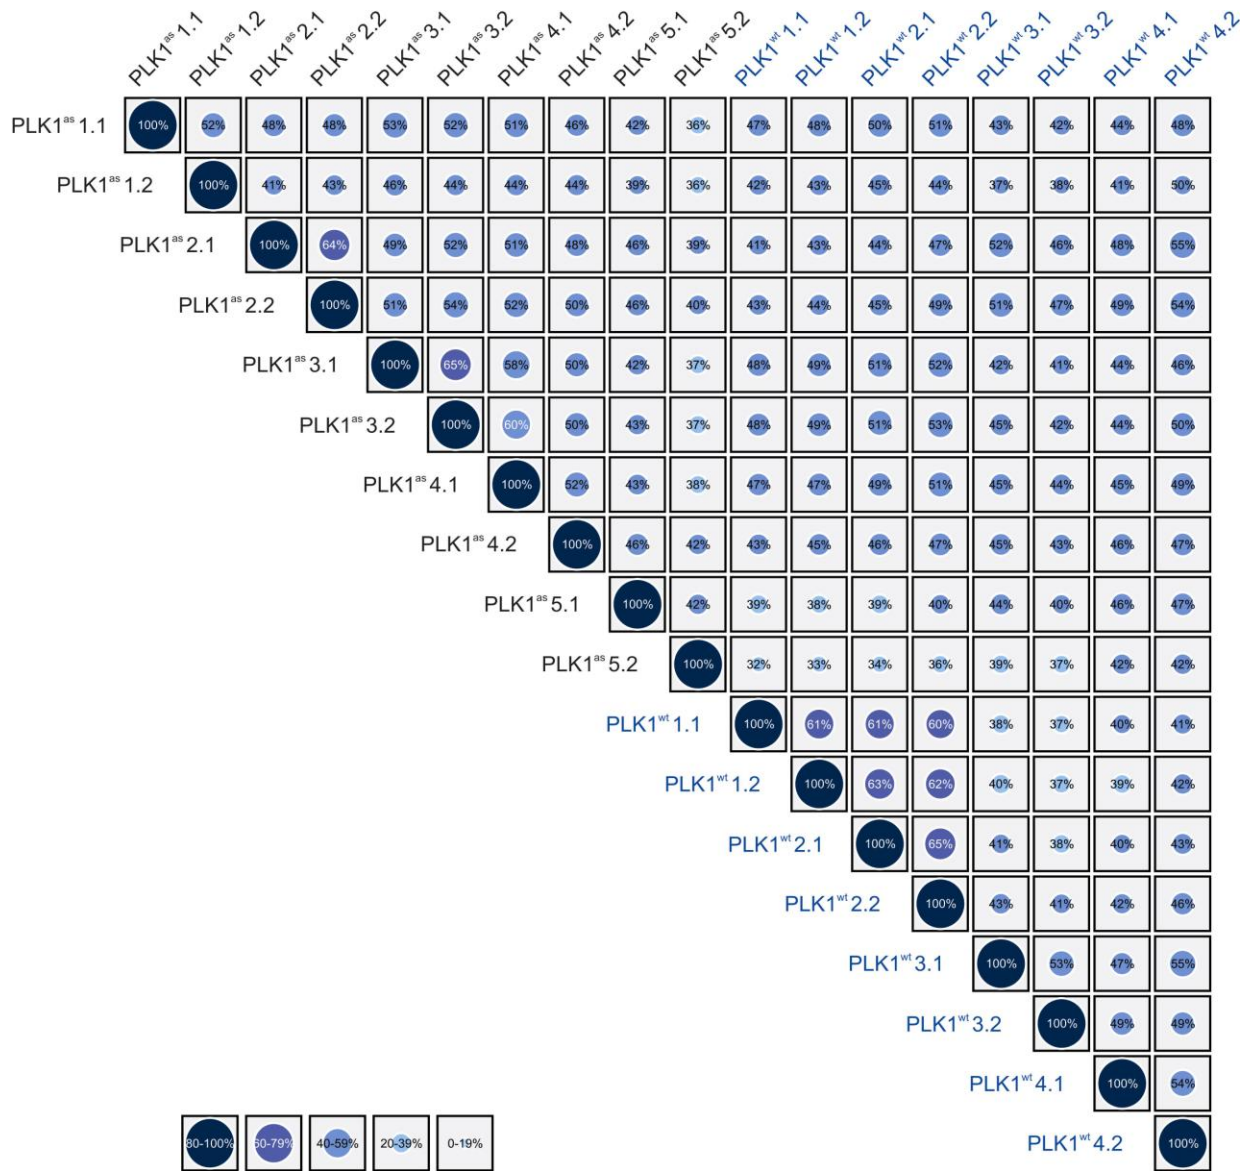 PLK1as 1.1 PLK1as 1.2 PLK1as 2.1 PLK1as 2.2 PLK1as 3.1 PLK1as 3.2 PLK1as 4.1 PLK1as 4.2 PLK1as 5.1 PLK1as 5.2 PLK1wt 1.1 PLK1wt 1.2 PLK1wt 2.1 PLK1wt 2.2 PLK1wt 3.1 PLK1wt 3.2 PLK1wt 4.1 PLK1wt 4.2
PLK1as 1.1 100% 52% 48% 48% 53% 52% 51% 46% 42% 36% 47% 48% 50% 51% 43% 42% 44% 48%
PLK1as 1.2 100% 41% 43% 46% 44% 44% 44% 39% 36% 42% 43% 45% 44% 37% 38% 41% 50%
PLK1as 2.1 100% 64% 49% 52% 51% 48% 46% 39% 41% 43% 44% 47% 52% 46% 48% 55%
PLK1as 2.2 100% 51% 54% 52% 50% 46% 40% 43% 44% 45% 49% 51% 47% 49% 54%
PLK1as 3.1 100% 65% 58% 50% 42% 37% 48% 49% 51% 52% 42% 41% 44% 46%
PLK1as 3.2 100% 60% 50% 43% 37% 48% 49% 51% 53% 45% 42% 44% 50%
PLK1as 4.1 100% 52% 43% 38% 47% 47% 49% 51% 45% 44% 45% 49%
PLK1as 4.2 100% 46% 42% 43% 45% 46% 47% 45% 43% 46% 47%
PLK1as 5.1 100% 42% 39% 38% 39% 40% 44% 40% 46% 47%
PLK1as 5.2 100% 32% 33% 34% 36% 39% 37% 42% 42%
PLK1wt 1.1 100% 61% 61% 60% 38% 37% 40% 41%
PLK1wt 1.2 100% 63% 62% 40% 37% 39% 42%
PLK1wt 2.1 100% 65% 41% 38% 40% 43%
PLK1wt 2.2 100% 43% 41% 42% 46%
PLK1wt 3.1 100% 53% 47% 55%
PLK1wt 3.2 100% 49% 49%
PLK1wt 4.1 100% 54%
PLK1wt 4.2 100%
80-100% 60-79% 40-59% 20-39% 0-19%